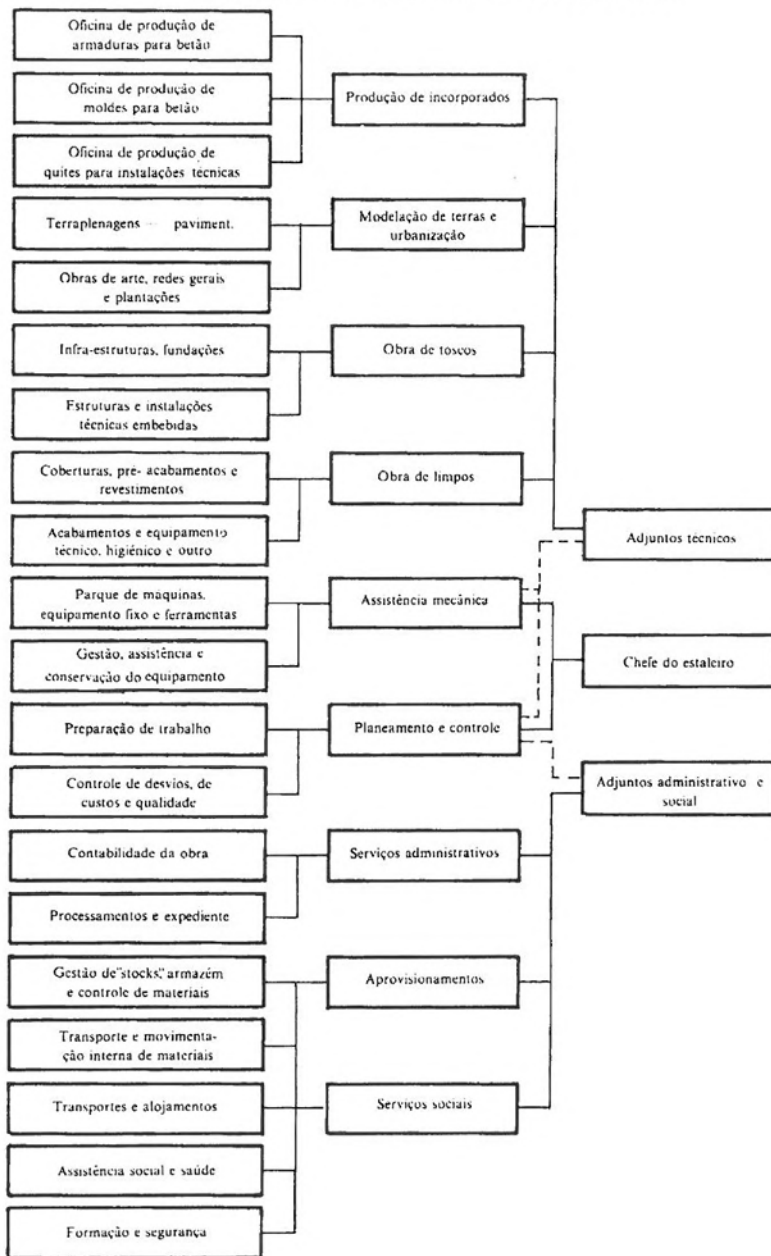 Oficina de produção de
armaduras para betão
Oficina de produção de
moldes para betão
Oficina de produção de
quites para instalações técnicas
Terraplenagens — paviment.
Obras de arte, redes gerais
e plantações
Infra-estruturas, fundações
Estruturas e instalações
técnicas embebidas
Coberturas, pré- acabamentos e
revestimentos
Acabamentos e equipamento
técnico, higiénico e outro
Parque de máquinas,
equipamento fixo e ferramentas
Gestão, assistência e
conservação do equipamento
Preparação de trabalho
Controle de desvios, de
custos e qualidade
Contabilidade da obra
Processamentos e expediente
Gestão de "stocks", armazém
e controle de materiais
Transporte e movimenta-
ção interna de materiais
Transportes e alojamentos
Assistência social e saúde
Formação e segurança
Produção de incorporados
Modelação de terras e
urbanização
Obra de toscos
Obra de limpos
Assistência mecânica
Planeamento e controle
Serviços administrativos
Aprovisionamentos
Serviços sociais
Adjuntos técnicos
Chefe do estaleiro
Adjuntos administrativo e
social